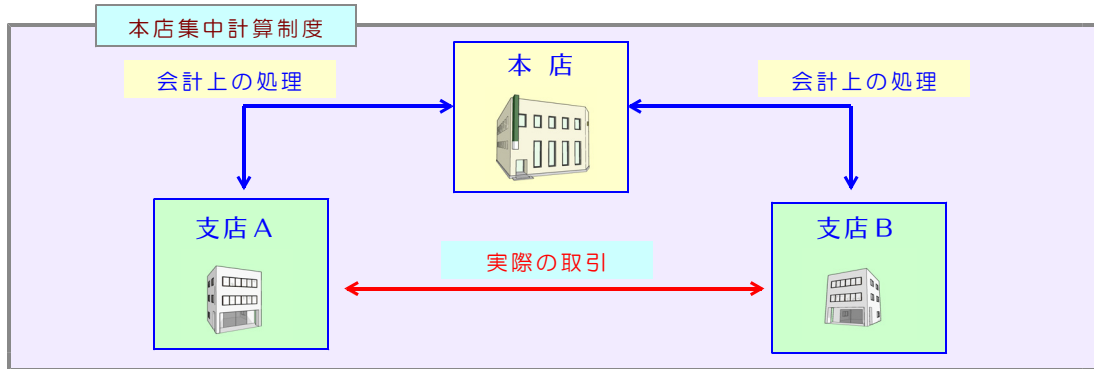 本店集中計算制度
会計上の処理
本 店
会計上の処理
支店A
支店B
実際の取引